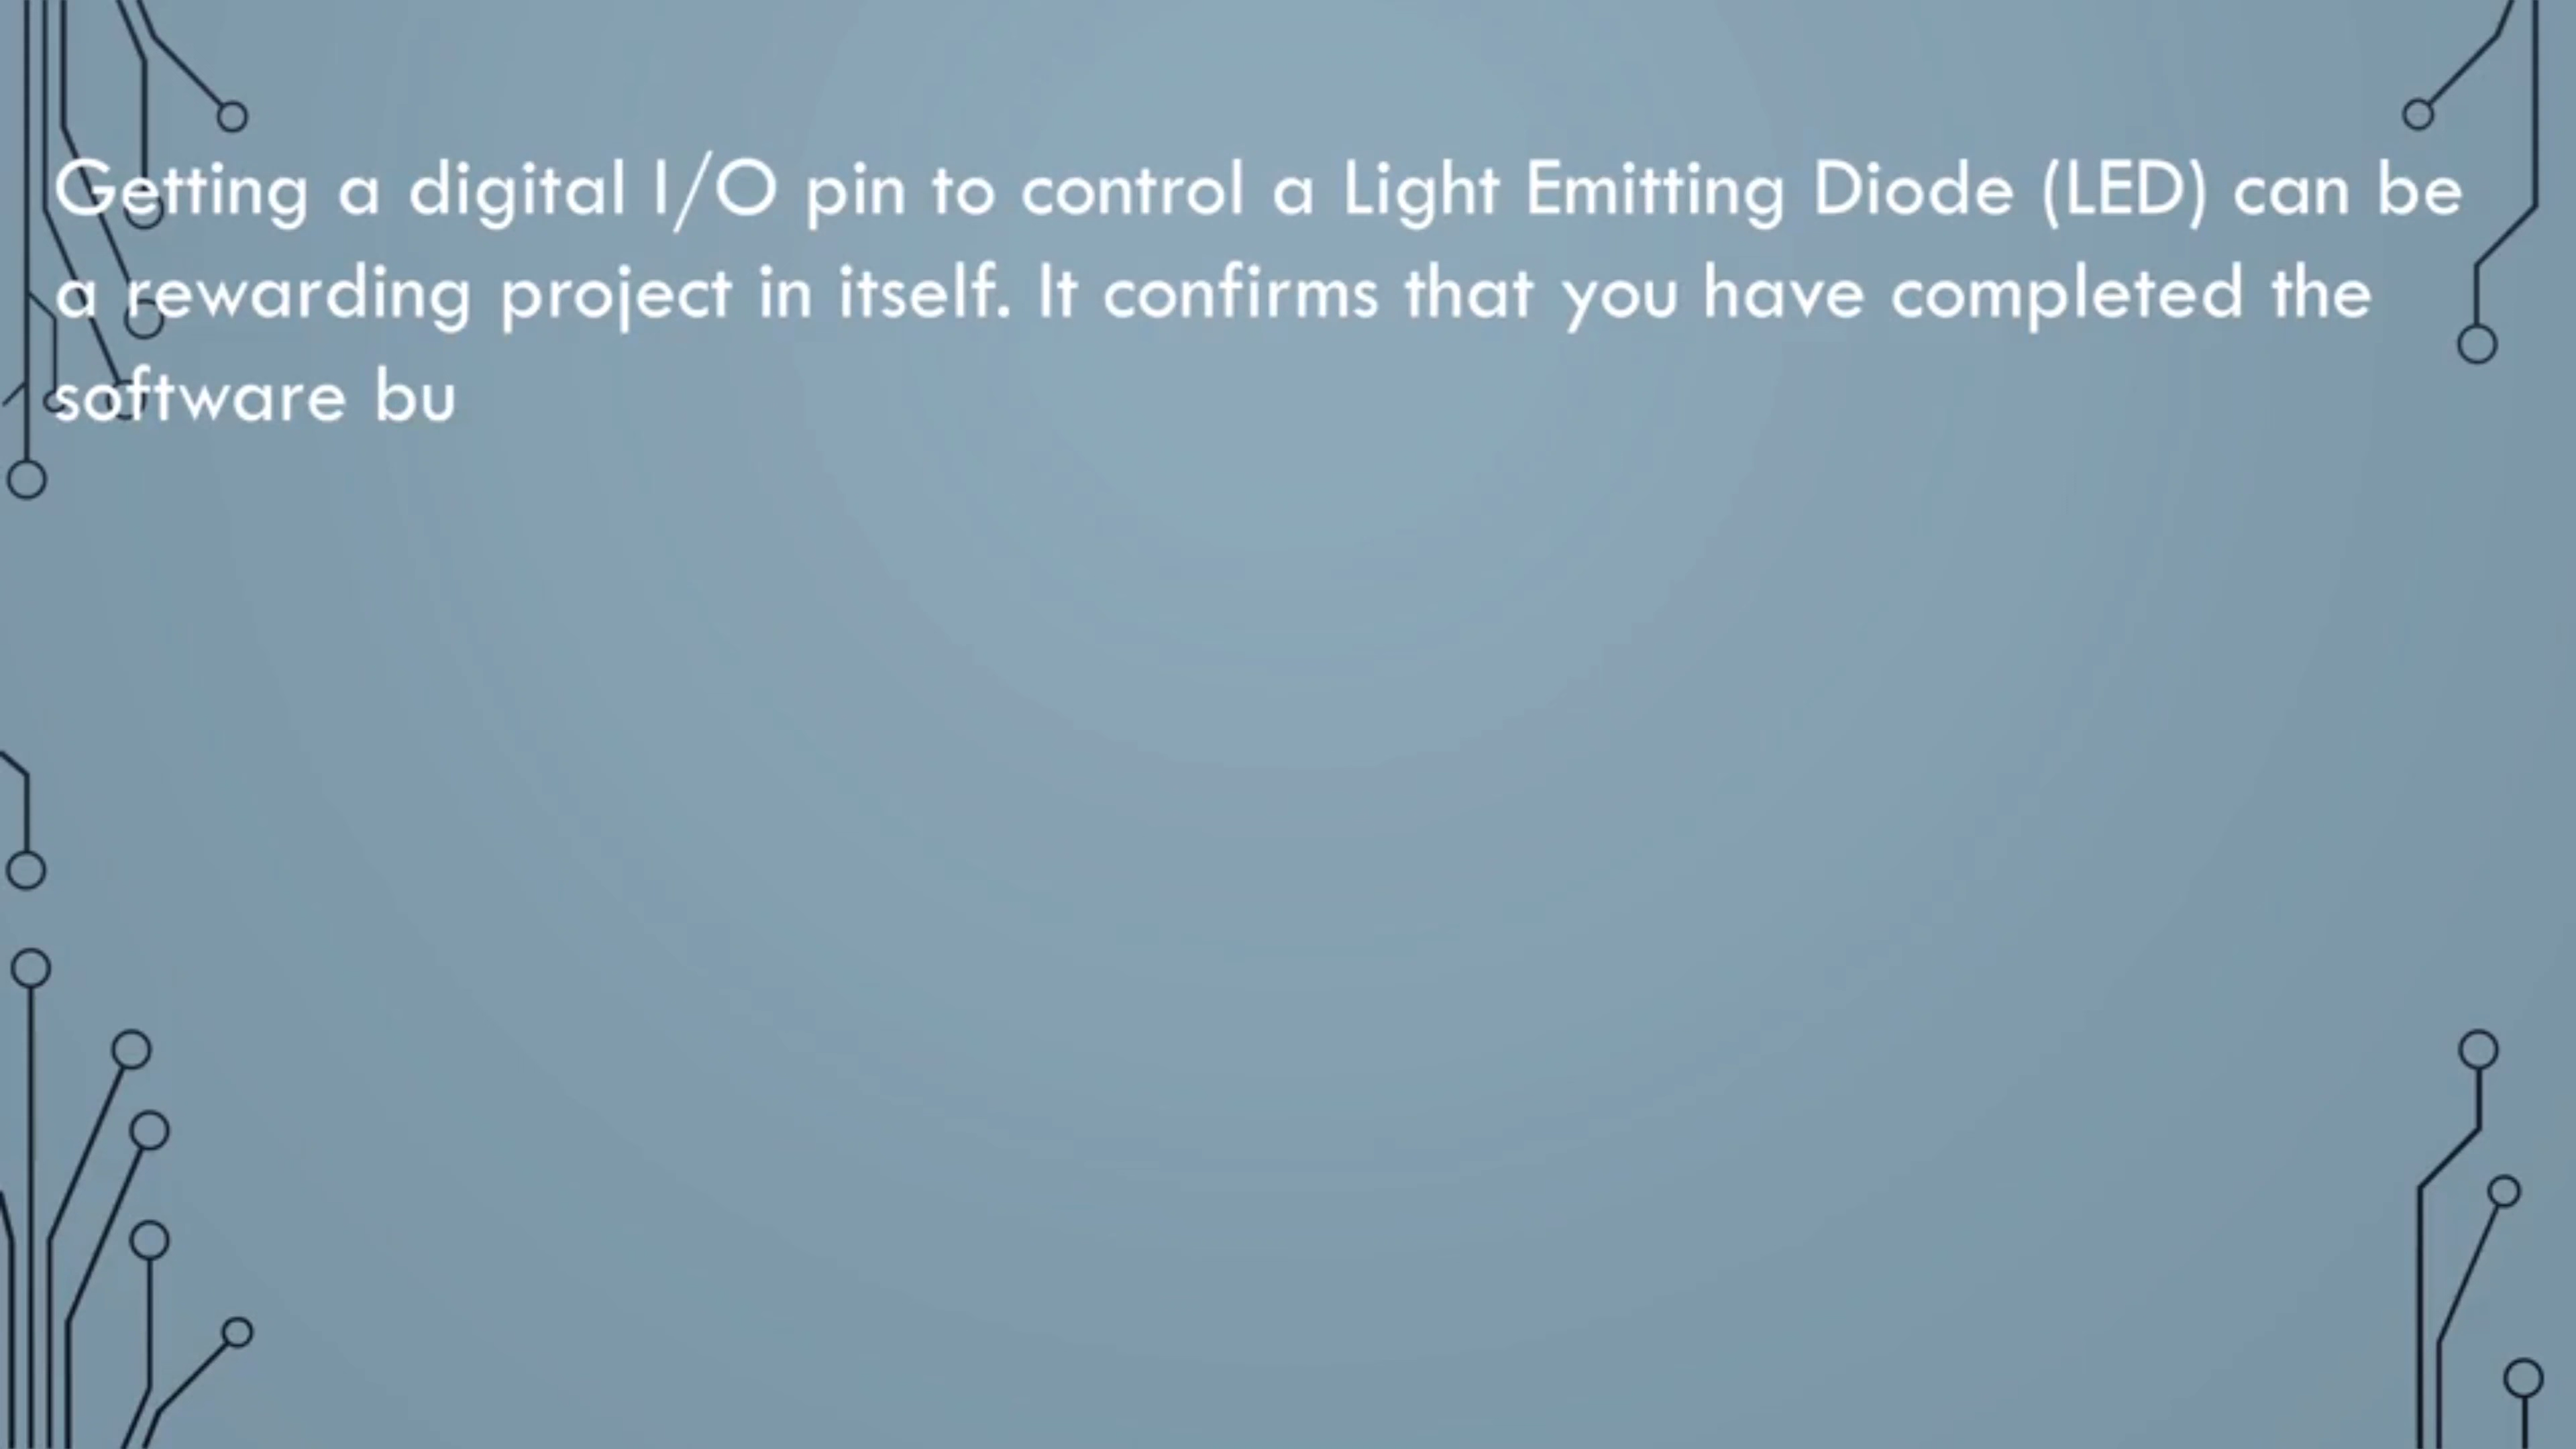 Getting a digital I/O pin to control a Light Emitting Diode (LED) can be
a rewarding project in itself. It confirms that you have completed the
software bu